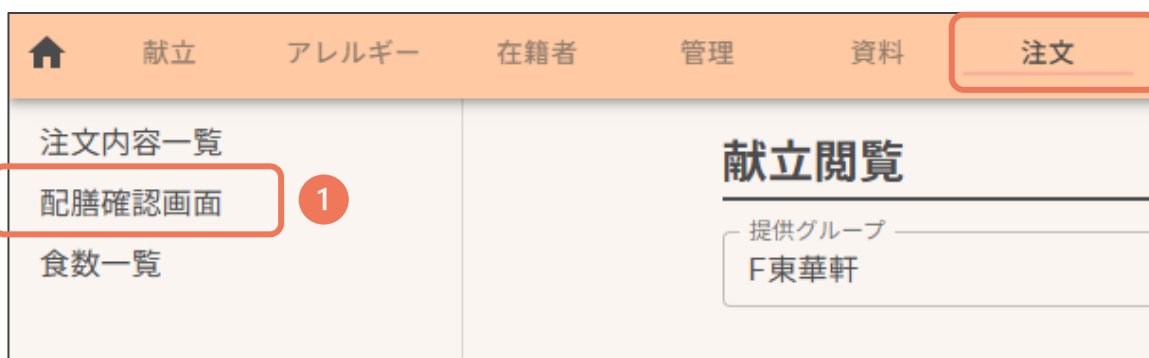 献立 アレルギー 在籍者 管理 資料 注文
注文内容一覧
配膳確認画面 1
食数一覧
献立閲覧
提供グループ
F東華軒